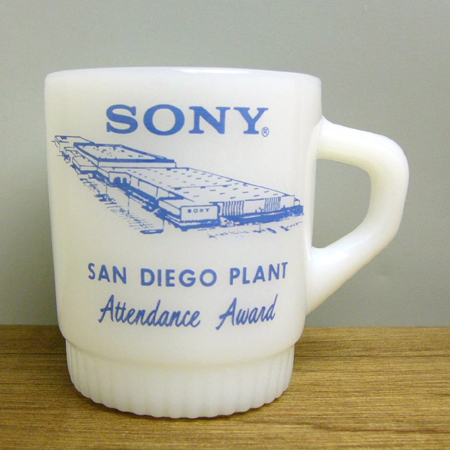 SONY®
SONY
SAN DIEGO PLANT
Attendance Award